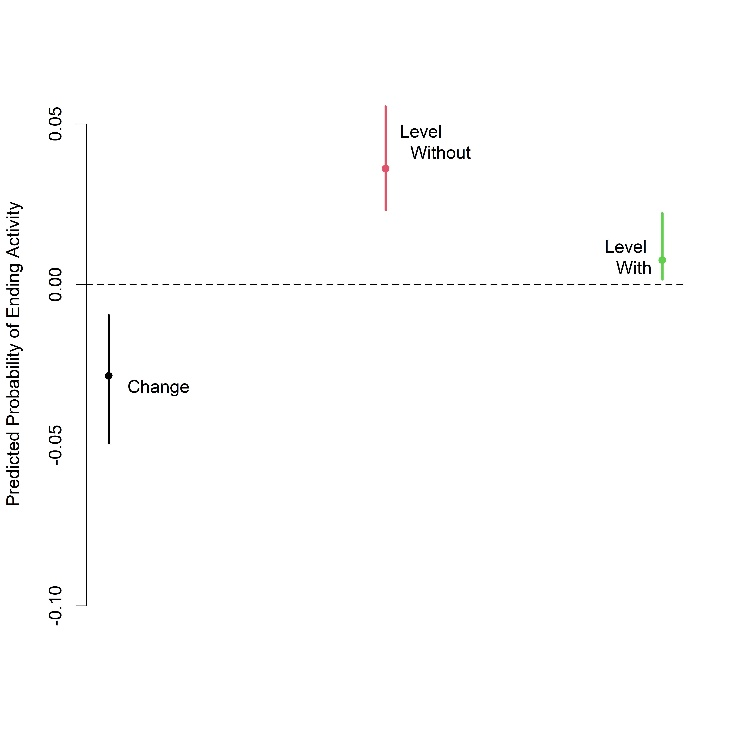 Predicted Probability of Ending Activity
0.05
0.00
-0.05
-0.10
Level
Without
Level
With
Change